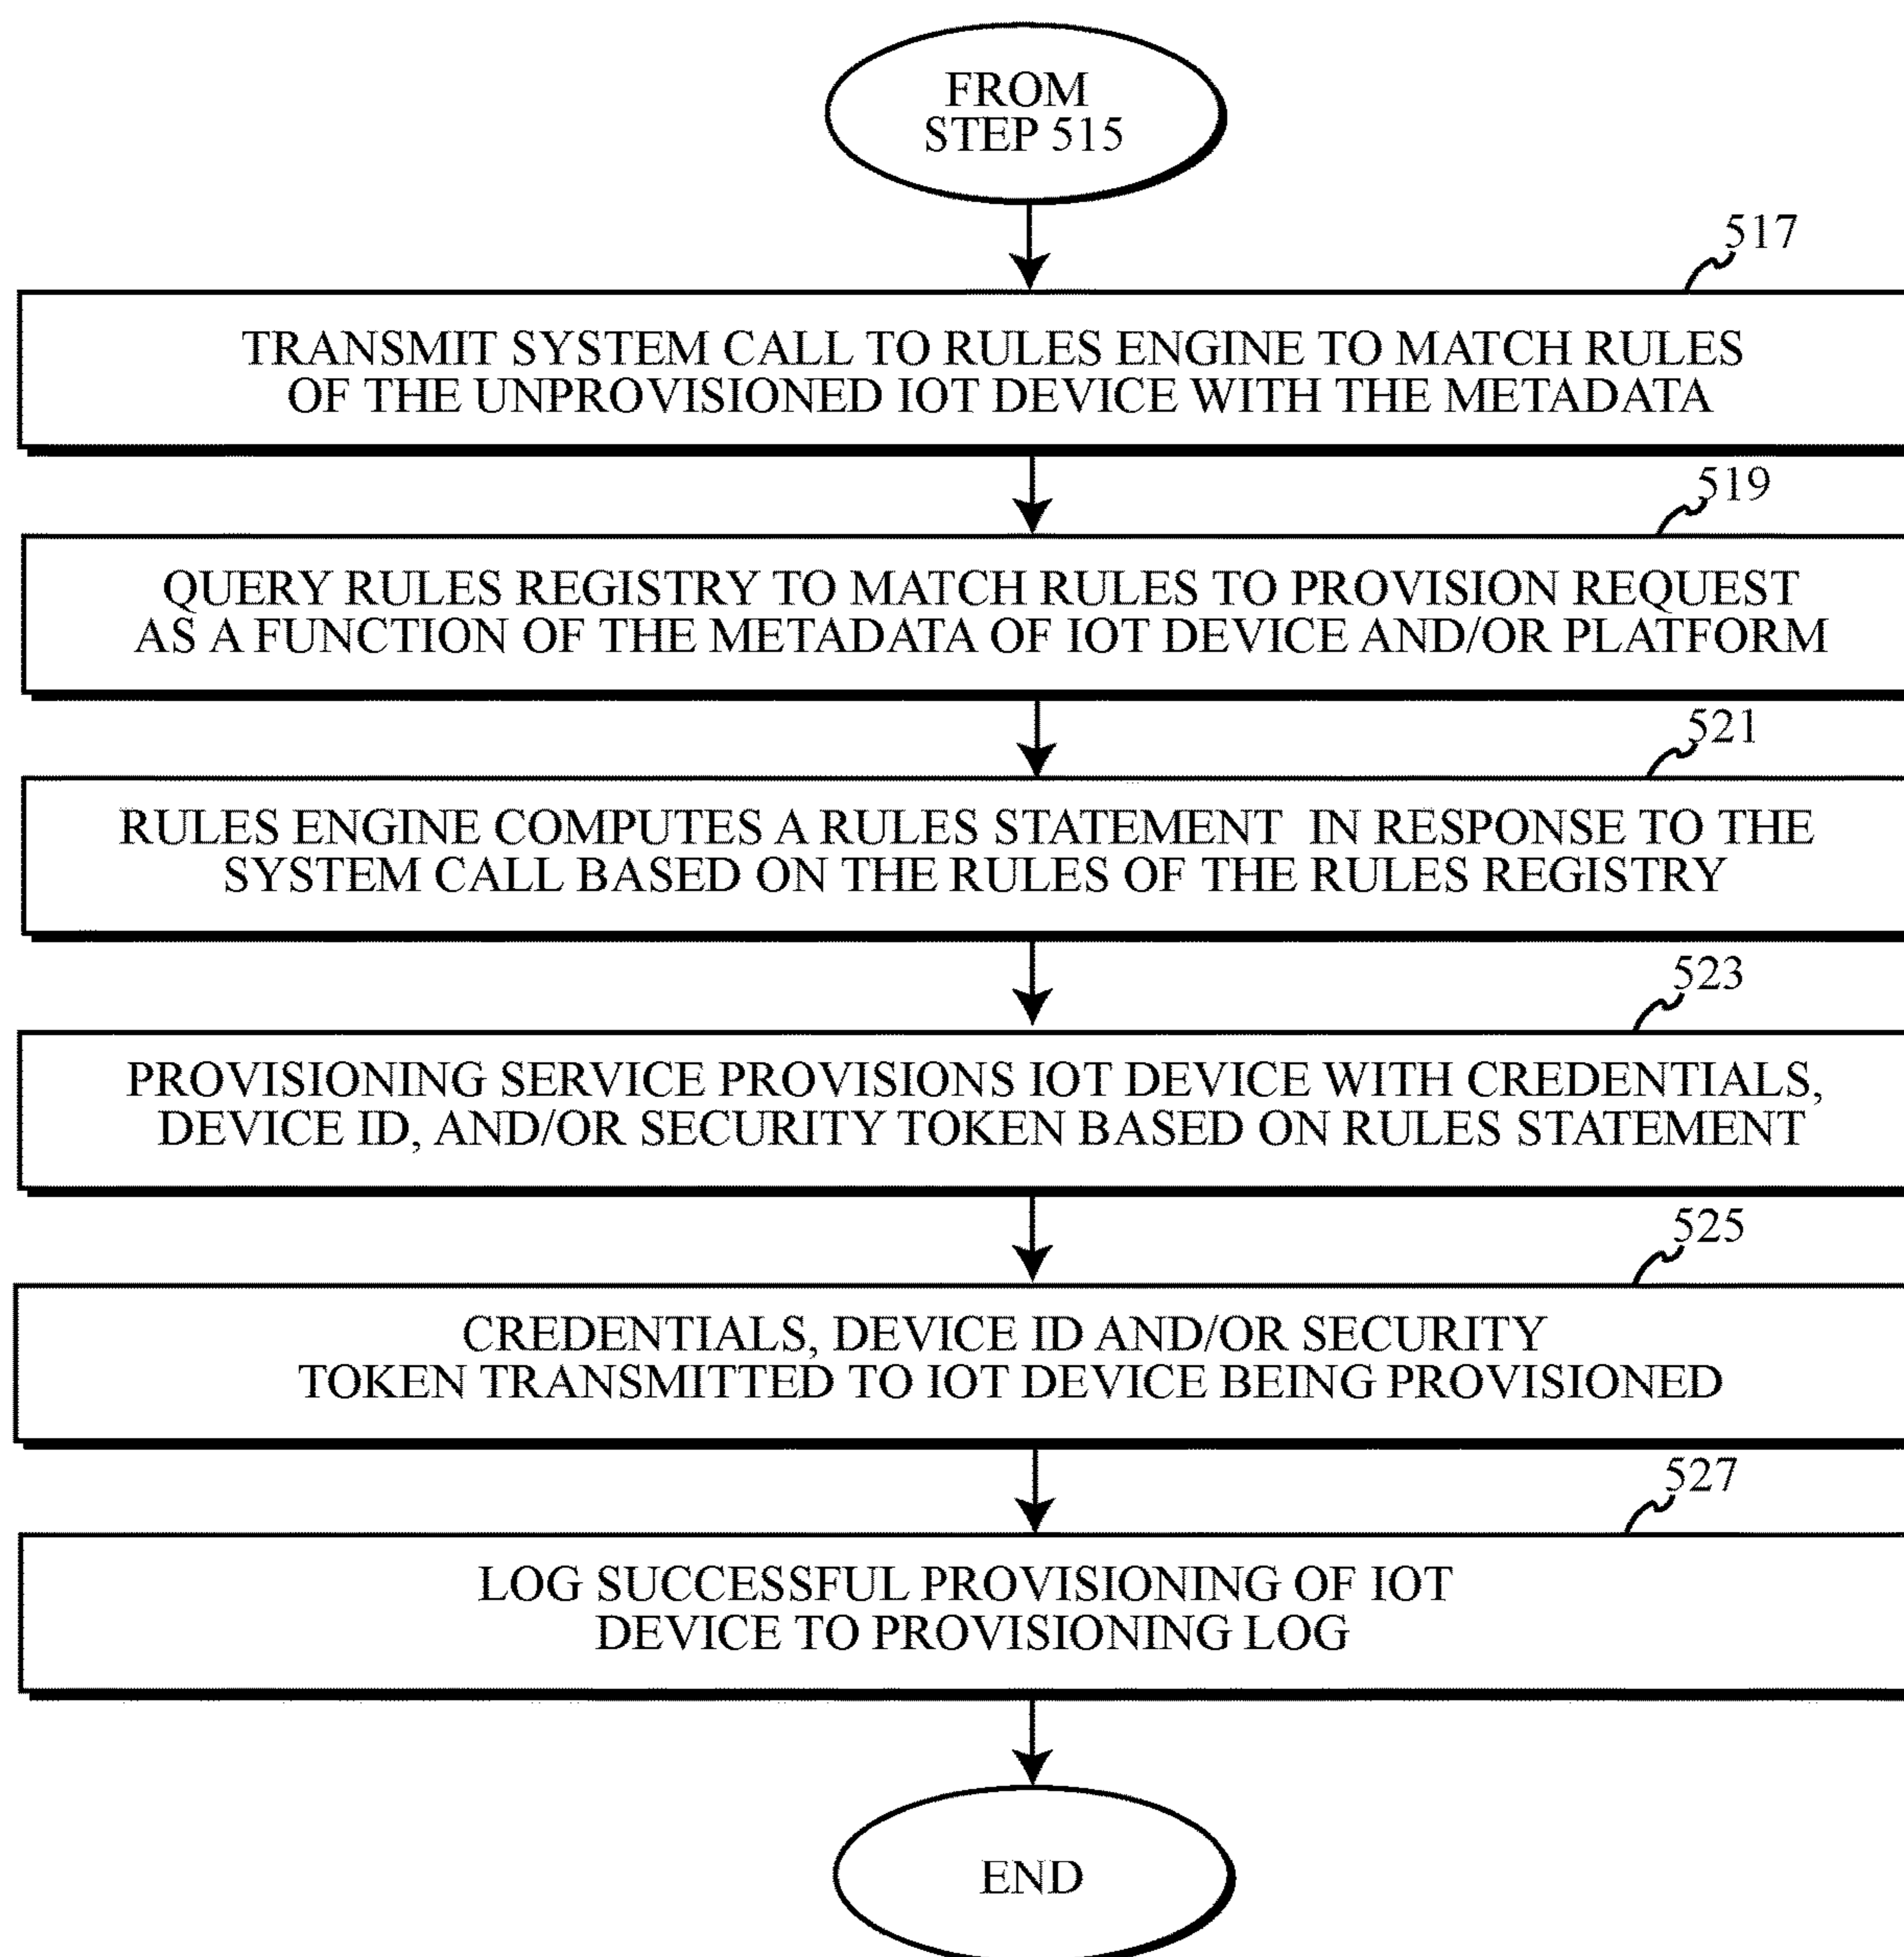 FROM
STEP 515
517
TRANSMIT SYSTEM CALL TO RULES ENGINE TO MATCH RULES
OF THE UNPROVISIONED IOT DEVICE WITH THE METADATA
519
QUERY RULES REGISTRY TO MATCH RULES TO PROVISION REQUEST
AS A FUNCTION OF THE METADATA OF IOT DEVICE AND/OR PLATFORM
521
RULES ENGINE COMPUTES A RULES STATEMENT IN RESPONSE TO THE
SYSTEM CALL BASED ON THE RULES OF THE RULES REGISTRY
523
PROVISIONING SERVICE PROVISIONS IOT DEVICE WITH CREDENTIALS,
DEVICE ID, AND/OR SECURITY TOKEN BASED ON RULES STATEMENT
525
CREDENTIALS, DEVICE ID AND/OR SECURITY
TOKEN TRANSMITTED TO IOT DEVICE BEING PROVISIONED
527
LOG SUCCESSFUL PROVISIONING OF IOT
DEVICE TO PROVISIONING LOG
END